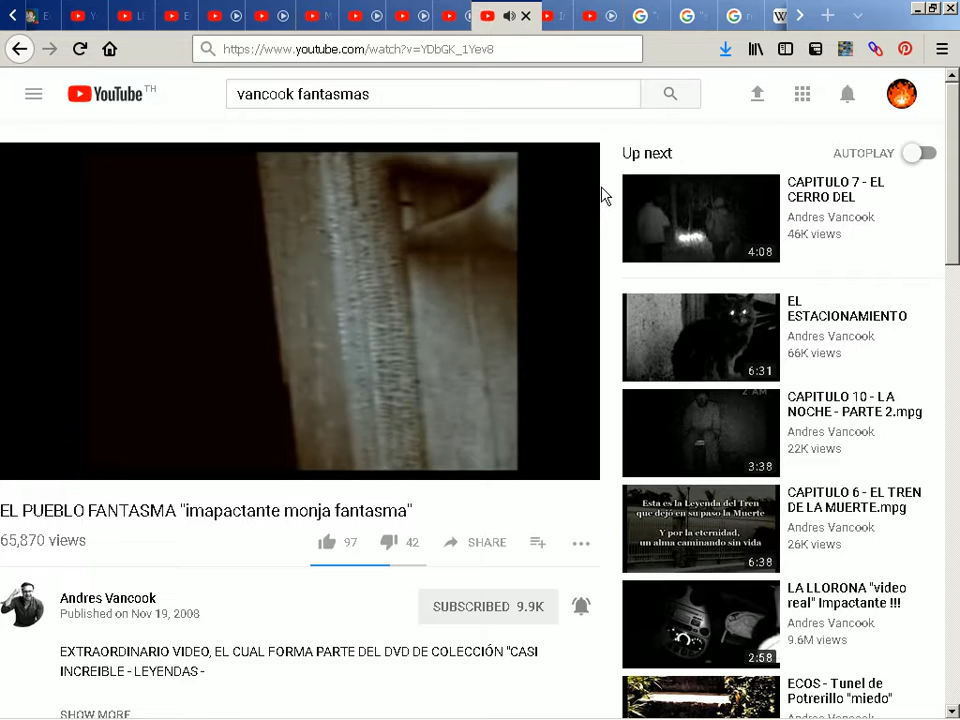 https://www.youtube.com/watch?v=YDbGK_1Yev8
YouTube TH
vancook fantasmas
Up next
AUTOPLAY
CAPITULO 7 - EL
CERRO DEL
Andres Vancook
46K views
4:08
EL
ESTACIONAMIENTO
Andres Vancook
66K views
6:31
CAPITULO 10 - LA
NOCHE - PARTE 2.mpg
Andres Vancook
22K views
2 AM
3:38
CAPITULO 6 - EL TREN
DE LA MUERTE.mpg
Andres Vancook
26K views
Esta es la Leyenda del Tren
que dejó en su paso la Muerte
Y por la eternidad,
un alma caminando sin vida
6:38
LA LLORONA "video
real" Impactante !!!
Andres Vancook
9.6M views
2:58
ECOS - Tunel de
Potrerillo "miedo"
Andres Vancook
EL PUEBLO FANTASMA "imapactante monja fantasma"
65,870 views
97
42
SHARE
Andres Vancook
Published on Nov 19, 2008
SUBSCRIBED 9.9K
EXTRAORDINARIO VIDEO, EL CUAL FORMA PARTE DEL DVD DE COLECCIÓN "CASI
INCREIBLE - LEYENDAS -
SHOW MORE